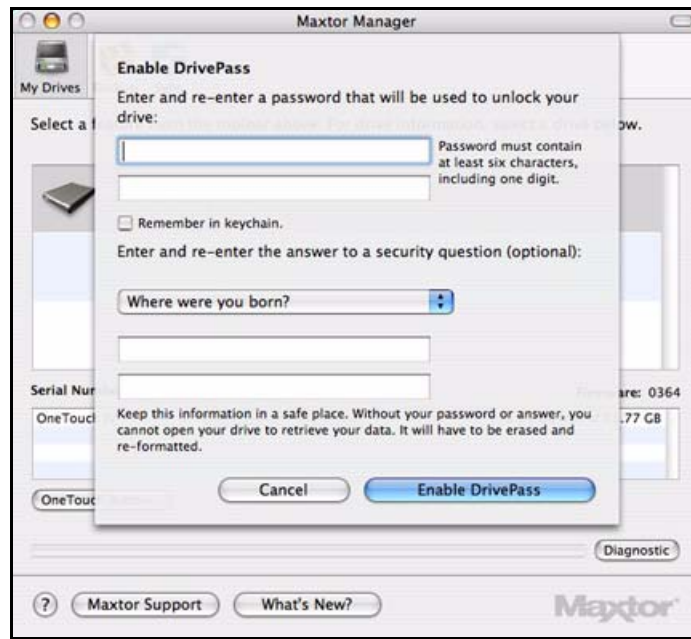 Maxtor Manager
My Drives
Enable DrivePass
Enter and re-enter a password that will be used to unlock your
drive:
Select a
ow.
Password must contain
at least six characters,
including one digit.
Remember in keychain.
Enter and re-enter the answer to a security question (optional):
Where were you born?
Serial Num
are: 0364
OneTouch
.77 GB
Keep this information in a safe place. Without your password or answer, you
cannot open your drive to retrieve your data. It will have to be erased and
re-formatted.
Cancel
Enable DrivePass
OneTouc
Diagnostic
?
Maxtor Support
What's New?
Maxtor